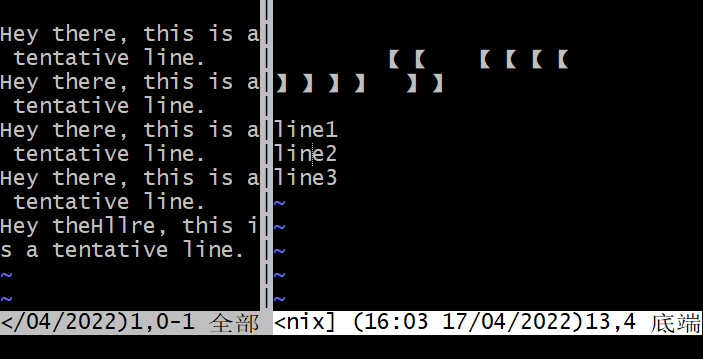 Hey there, this is a
 tentative line.
Hey there, this is a
 tentative line.
Hey there, this is a
 tentative line.
Hey there, this is a
 tentative line.
Hey theHllre, this i
s a tentative line.
~
~
</04/2022)1,0-1 全部
【【 【【【【
】】】】 】】
line1
line2
line3
~
~
~
~
~
<nix] (16:03 17/04/2022)13,4 底端